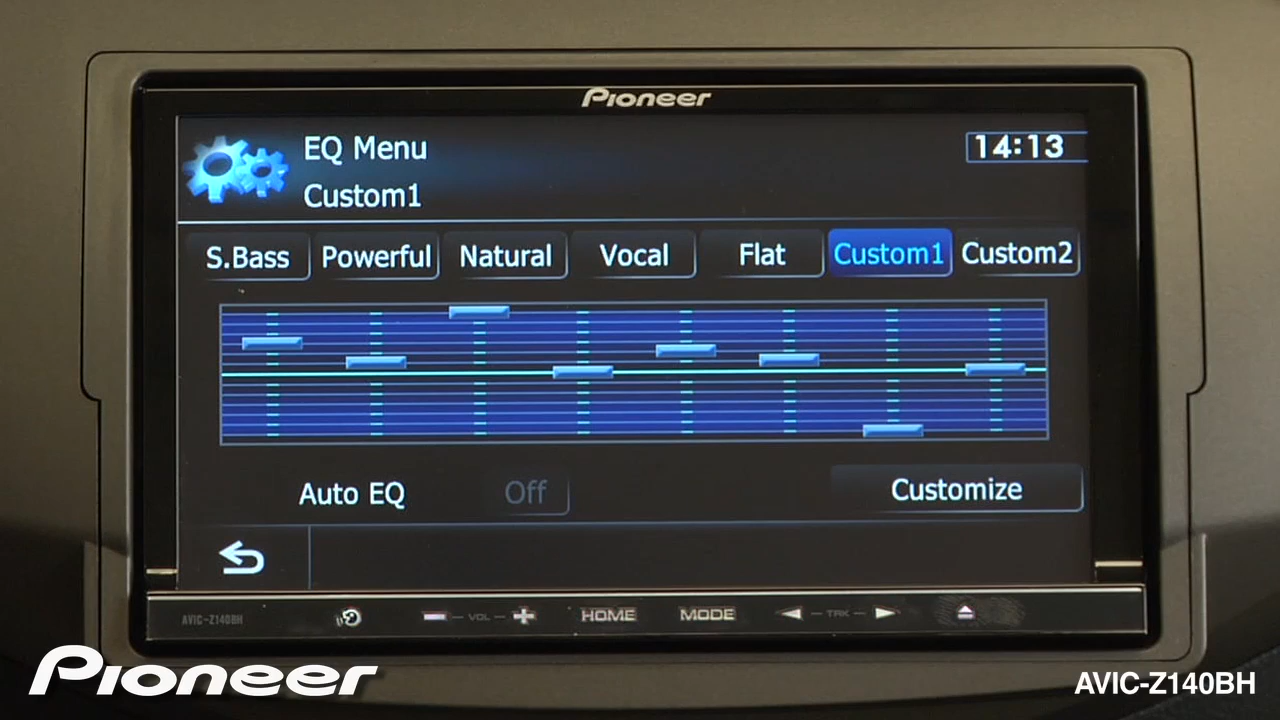 Pioneer
EQ Menu
14:13
Custom1
S.Bass Powerful Natural Vocal Flat Custom1 Custom2
Auto EQ Off Customize
AVIC-Z140BH VOL HOME MODE TRK
Pioneer AVIC-Z140BH